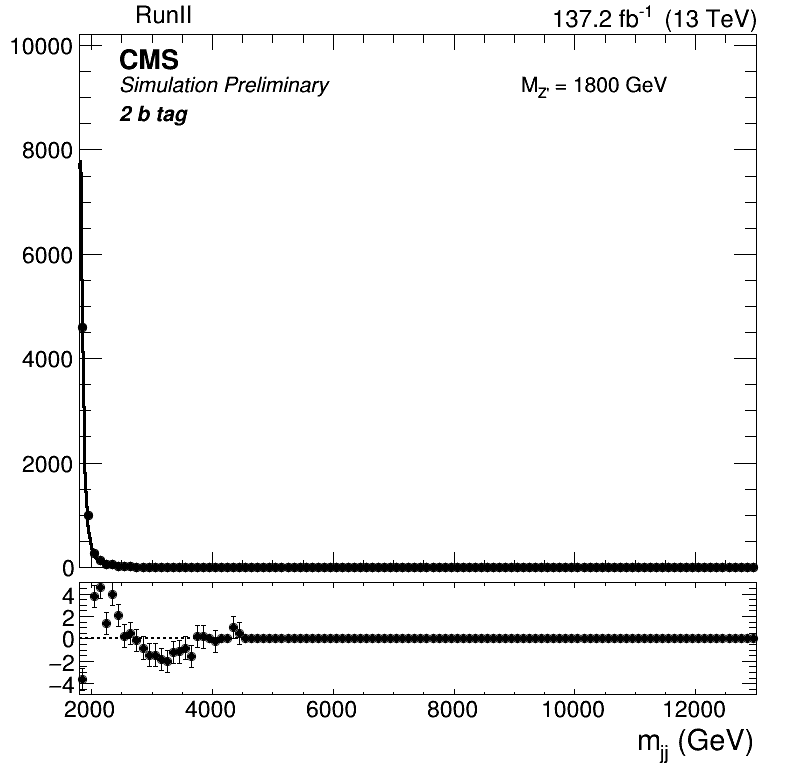 RunII
137.2 fb⁻¹ (13 TeV)
CMS
Simulation Preliminary
2 b tag
M_Z' = 1800 GeV
10000
8000
6000
4000
2000
0
4
2
0
−2
−4
2000 4000 6000 8000 10000 12000
m_jj (GeV)